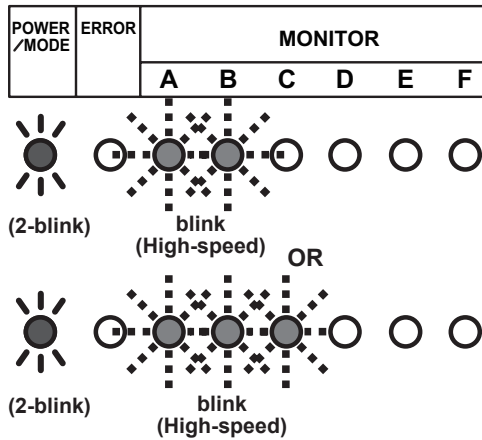 POWER ERROR MONITOR
/MODE
A B C D E F
(2-blink) blink
(High-speed)
OR
(2-blink) blink
(High-speed)